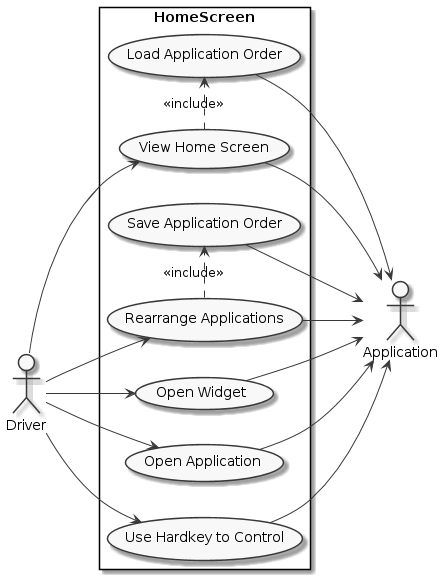 HomeScreen
Load Application Order
«include»
View Home Screen
Save Application Order
«include»
Rearrange Applications
Application
Open Widget
Driver
Open Application
Use Hardkey to Control